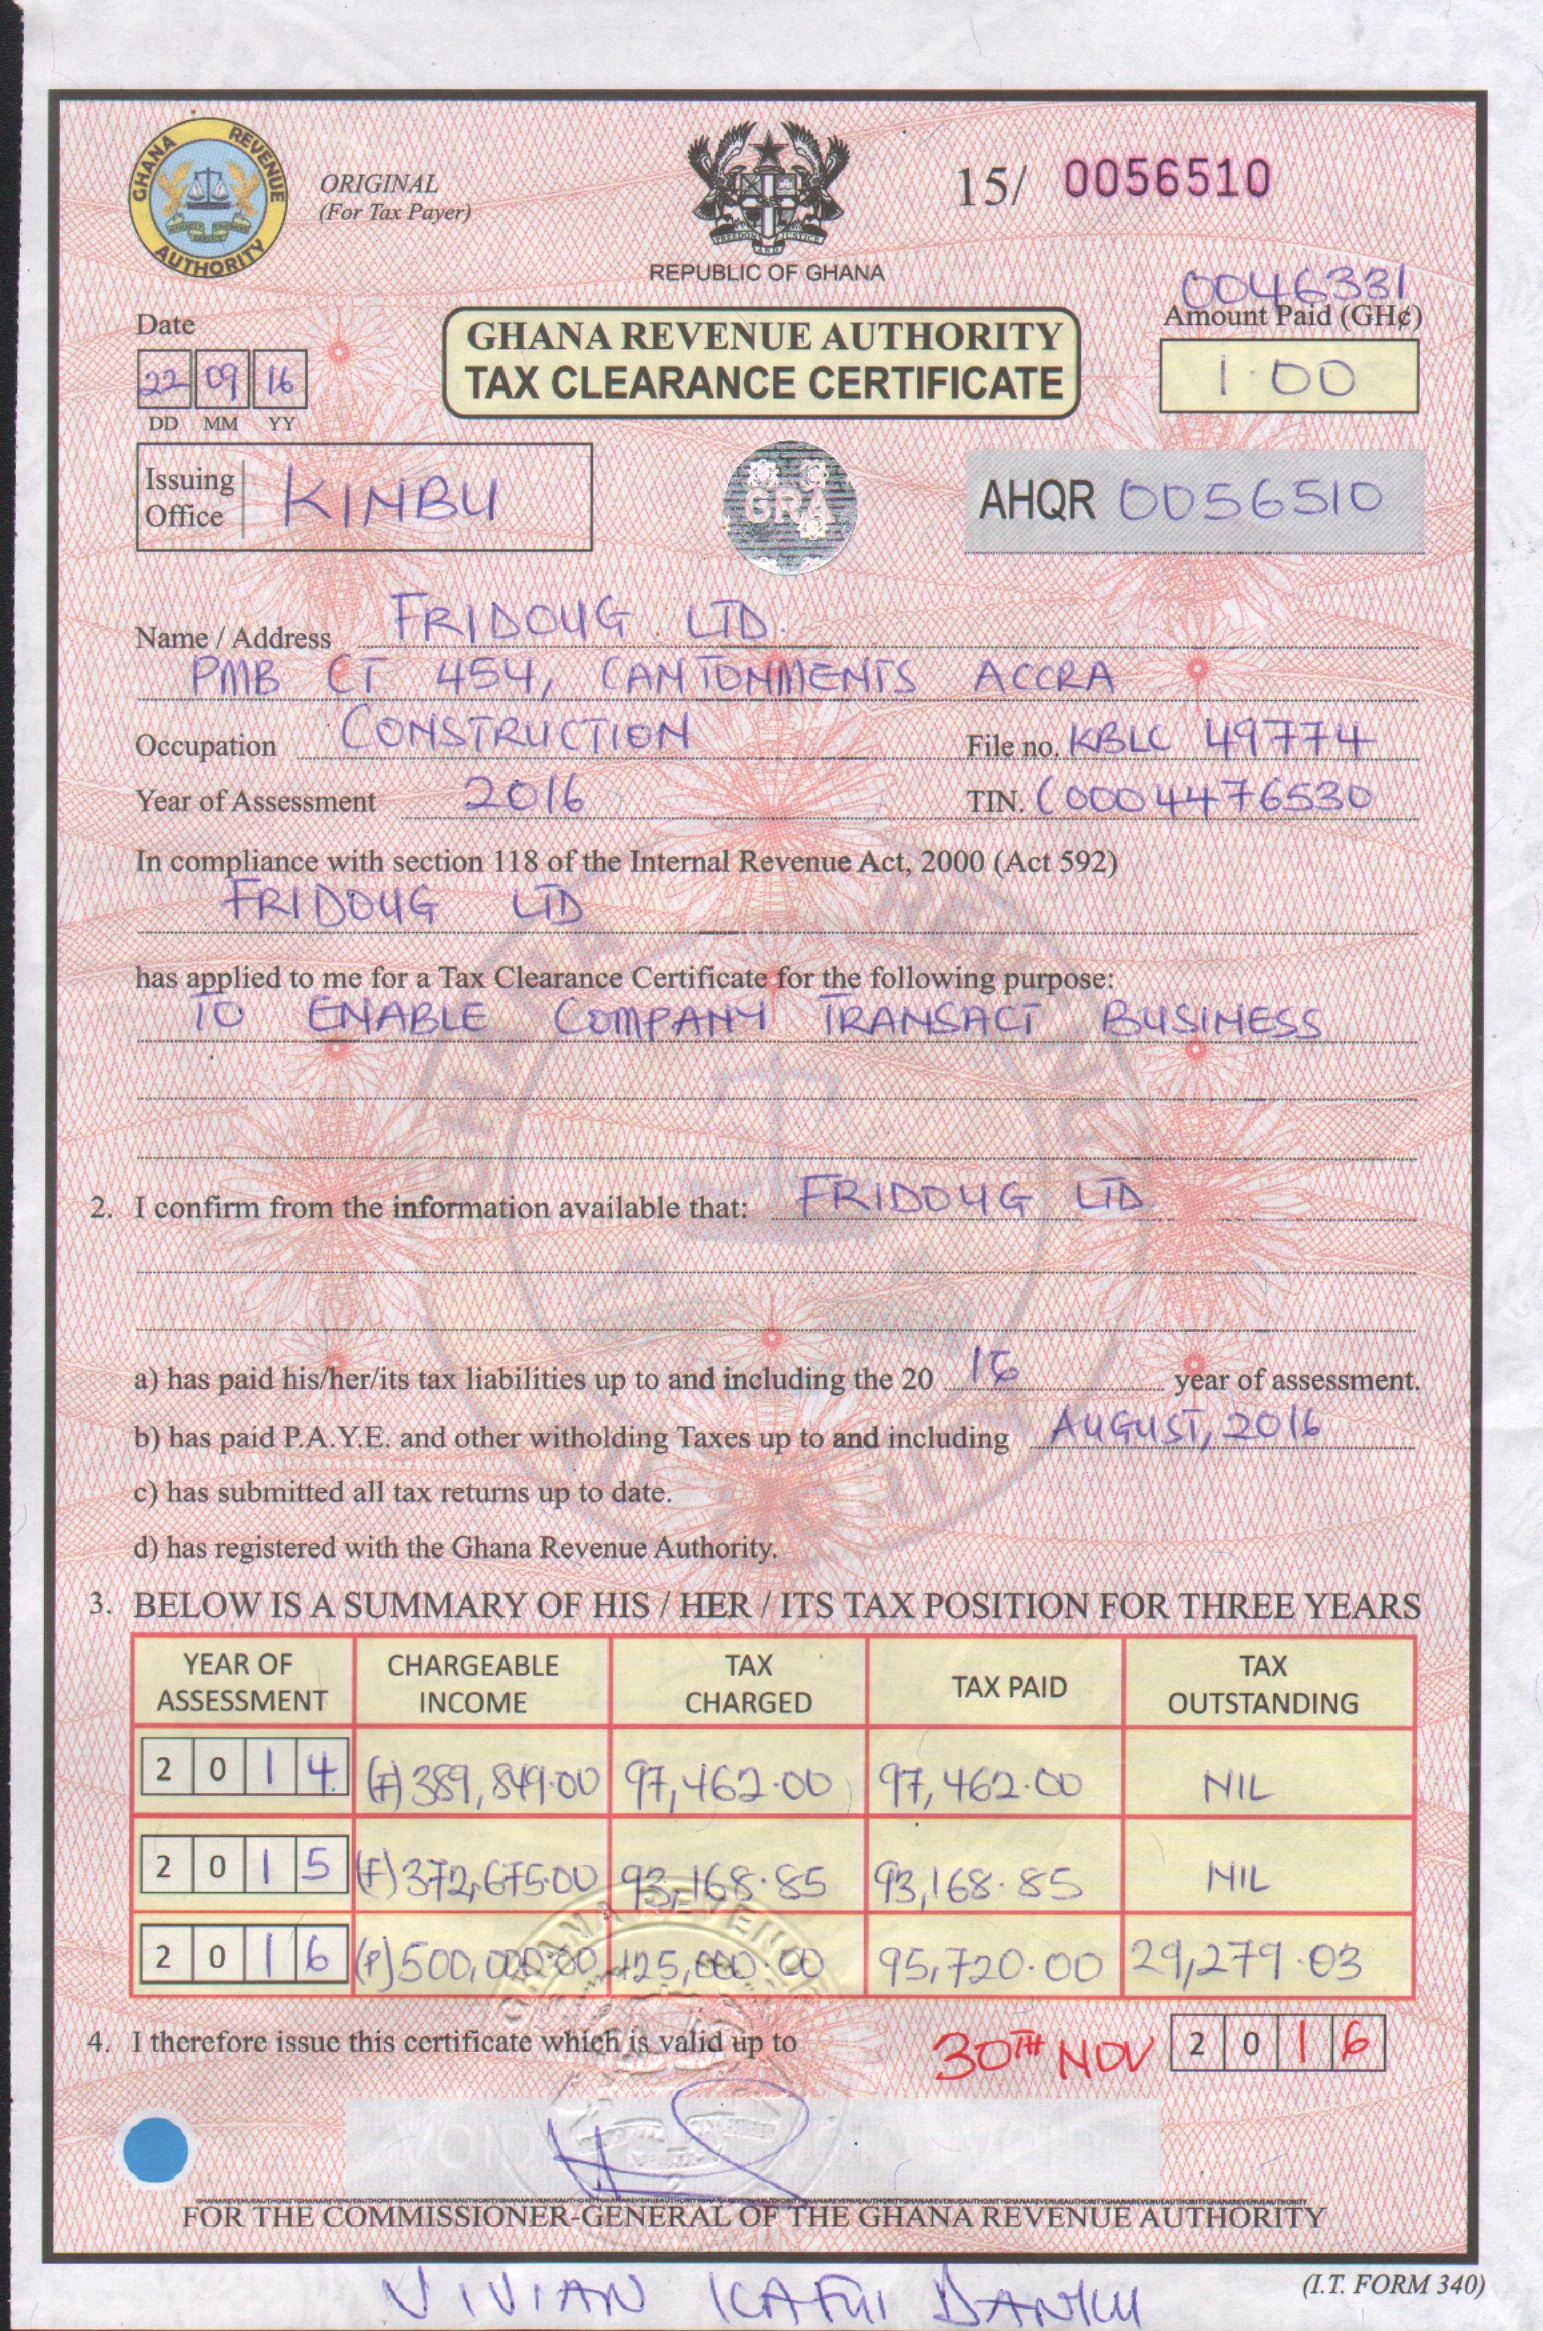 GHANA REVENUE AUTHORITY
ORIGINAL
(For Tax Payer)
FREEDOM AND JUSTICE
REPUBLIC OF GHANA
15/ 0056510
0046331
Date
22 09 16
DD MM YY
GHANA REVENUE AUTHORITY
TAX CLEARANCE CERTIFICATE
Amount Paid (GH¢)
1.00
Issuing Office KINBU
GRA
AHQR 0056510
Name / Address FRIDOUG LTD.
PMB CT 454, CANTONMENTS ACCRA
Occupation CONSTRUCTION File no. KBLC 49774
Year of Assessment 2016 TIN. C0004476530
In compliance with section 118 of the Internal Revenue Act, 2000 (Act 592)
FRIDOUG LTD
has applied to me for a Tax Clearance Certificate for the following purpose:
TO ENABLE COMPANY TRANSACT BUSINESS
2. I confirm from the information available that: FRIDOUG LTD
a) has paid his/her/its tax liabilities up to and including the 20 16 year of assessment.
b) has paid P.A.Y.E. and other witholding Taxes up to and including AUGUST, 2016
c) has submitted all tax returns up to date.
d) has registered with the Ghana Revenue Authority.
3. BELOW IS A SUMMARY OF HIS / HER / ITS TAX POSITION FOR THREE YEARS
YEAR OF ASSESSMENT CHARGEABLE INCOME TAX CHARGED TAX PAID TAX OUTSTANDING
2014 (F) 389,849.00 97,462.00 97,462.00 NIL
2015 (F) 372,675.00 93,168.85 93,168.85 NIL
2016 (P) 500,000.00 125,000.00 95,720.00 29,279.03
4. I therefore issue this certificate which is valid up to 30TH NOV 2016
FOR THE COMMISSIONER-GENERAL OF THE GHANA REVENUE AUTHORITY
(I.T. FORM 340)
VIVIAN KAFUI DANKU